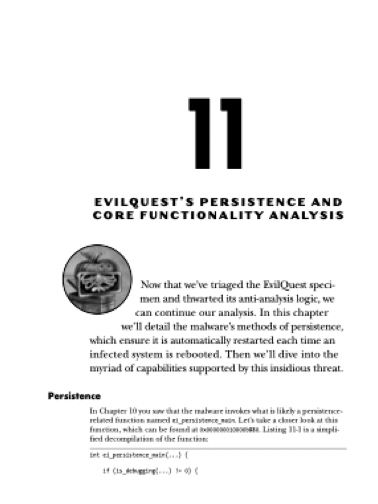 11
EVILQUEST'S PERSISTENCE AND
CORE FUNCTIONALITY ANALYSIS
Now that we've triaged the EvilQuest speci-
men and thwarted its anti-analysis logic, we
can continue our analysis. In this chapter
we'll detail the malware's methods of persistence,
which ensure it is automatically restarted each time an
infected system is rebooted. Then we'll dive into the
myriad of capabilities supported by this insidious threat.
Persistence
In Chapter 10 you saw that the malware invokes what is likely a persistence-
related function named ei_persistence_main. Let's take a closer look at this
function, which can be found at Listing 11-1 is a simpli-
fied decompilation of the function:
int ei_persistence_main(...) {
if (is_debugging(...) != 0) {